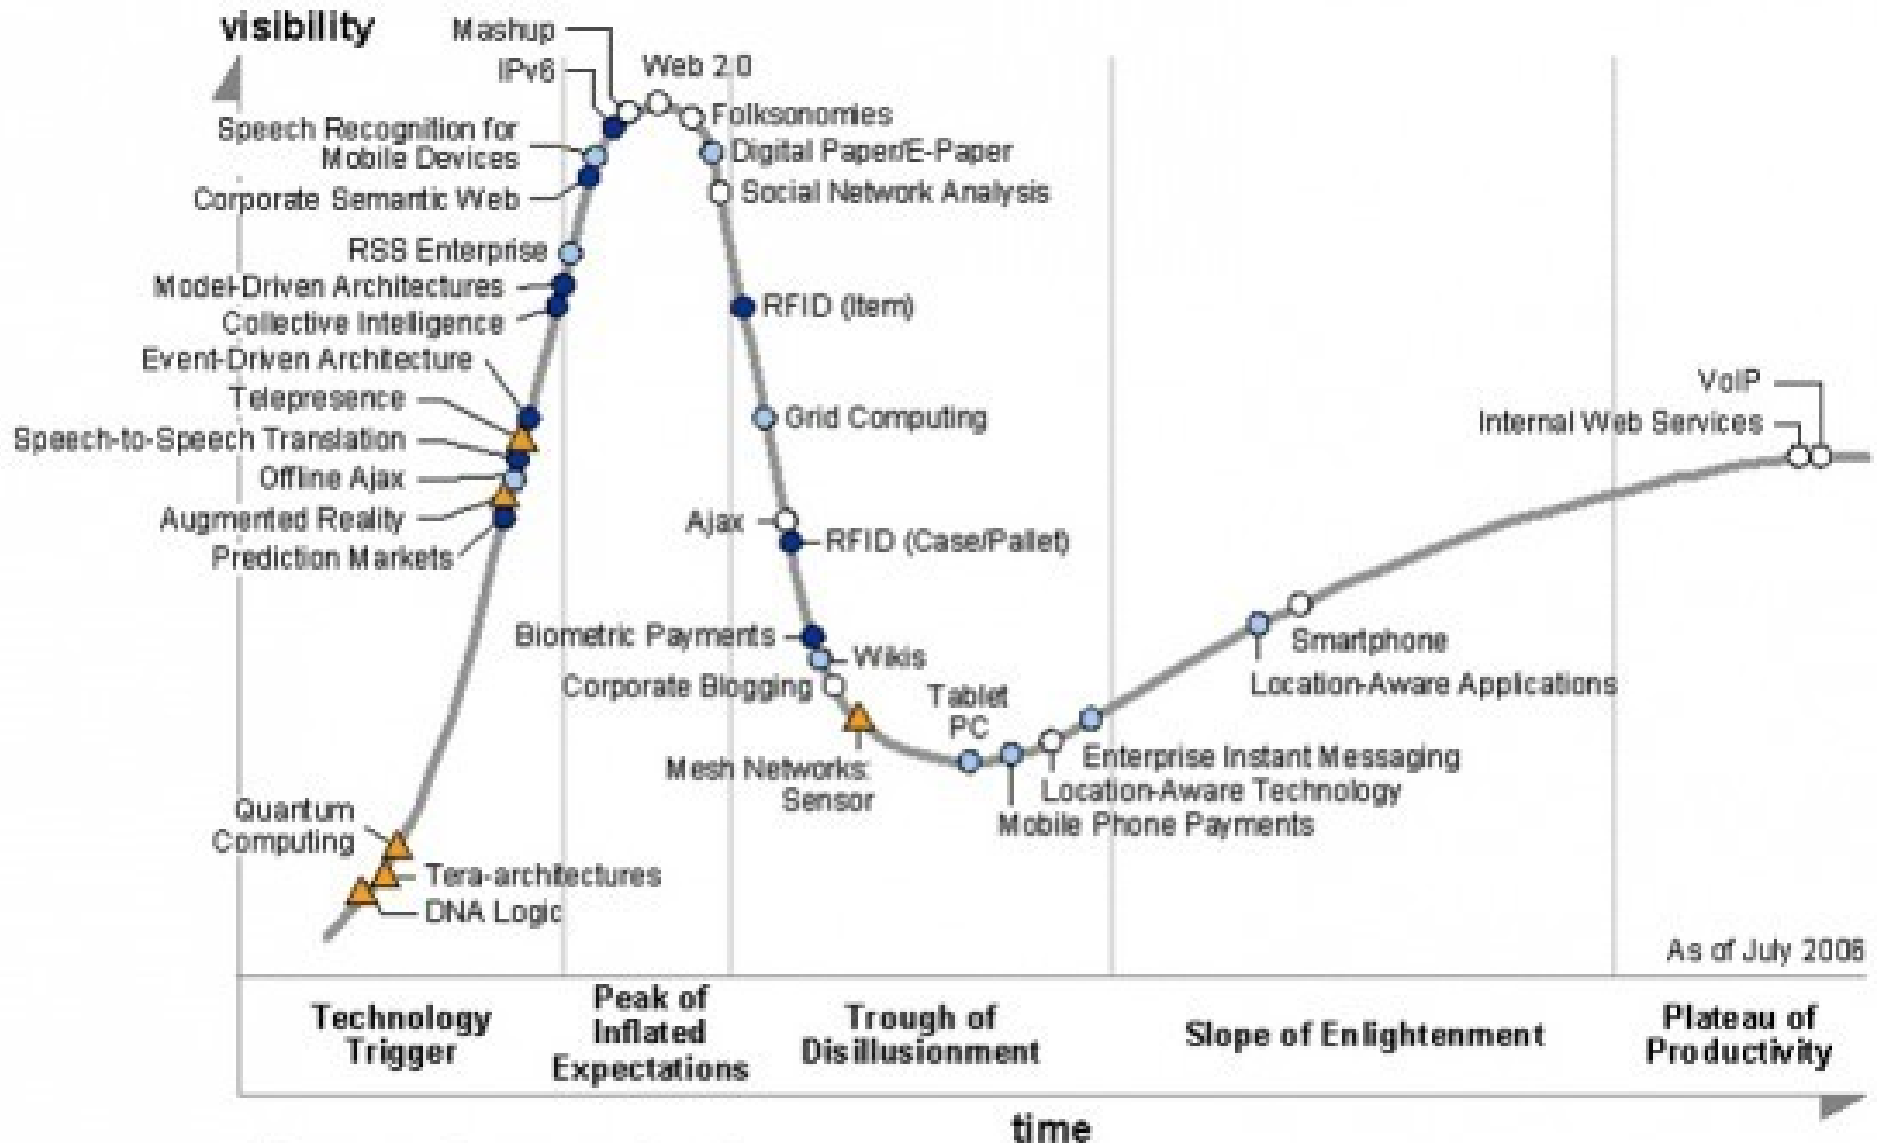 visibility
Mashup
IPv6
Web 2.0
Speech Recognition for
Mobile Devices
Corporate Semantic Web
RSS Enterprise
Model-Driven Architectures
Collective Intelligence
Event-Driven Architecture
Telepresence
Speech-to-Speech Translation
Offline Ajax
Augmented Reality
Prediction Markets
Quantum
Computing
Tera-architectures
DNA Logic
Folksonomies
Digital Paper/E-Paper
Social Network Analysis
RFID (Item)
Grid Computing
Ajax
RFID (Case/Pallet)
Biometric Payments
Wikis
Corporate Blogging
Mesh Networks:
Sensor
Tablet
PC
Enterprise Instant Messaging
Location-Aware Technology
Mobile Phone Payments
Smartphone
Location-Aware Applications
VoIP
Internal Web Services
As of July 2006
Technology
Trigger
Peak of
Inflated
Expectations
Trough of
Disillusionment
Slope of Enlightenment
Plateau of
Productivity
time